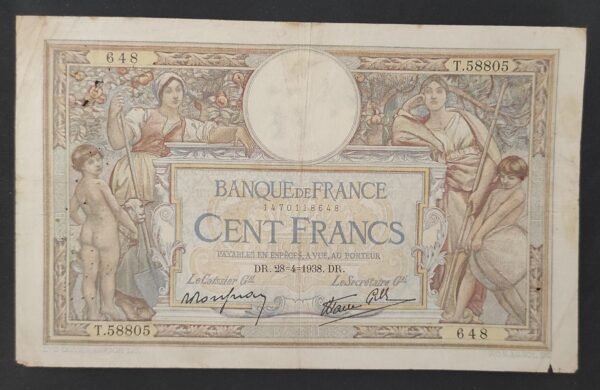 648
T.58805
BANQUE DE FRANCE
1470118648
CENT FRANCS
PAYABLES EN ESPÈCES, A VUE, AU PORTEUR
DR. 28-4-1938. DR.
Le Caissier Gal.
Le Secrétaire Gal.
T.58805
648